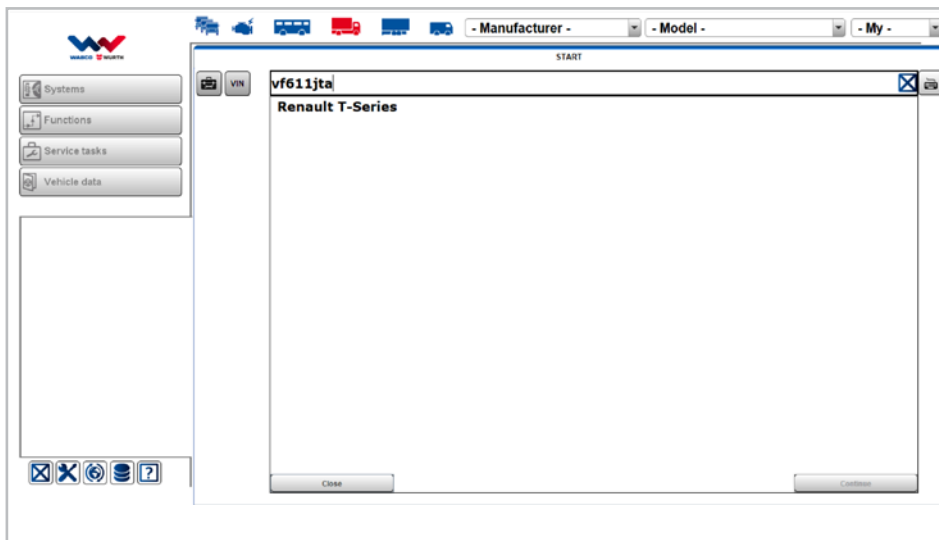 - Manufacturer -
- Model -
- My -
WABCO WÜRTH
START
VIN
vf611jta
Renault T-Series
Systems
Functions
Service tasks
Vehicle data
?
Close
Continue